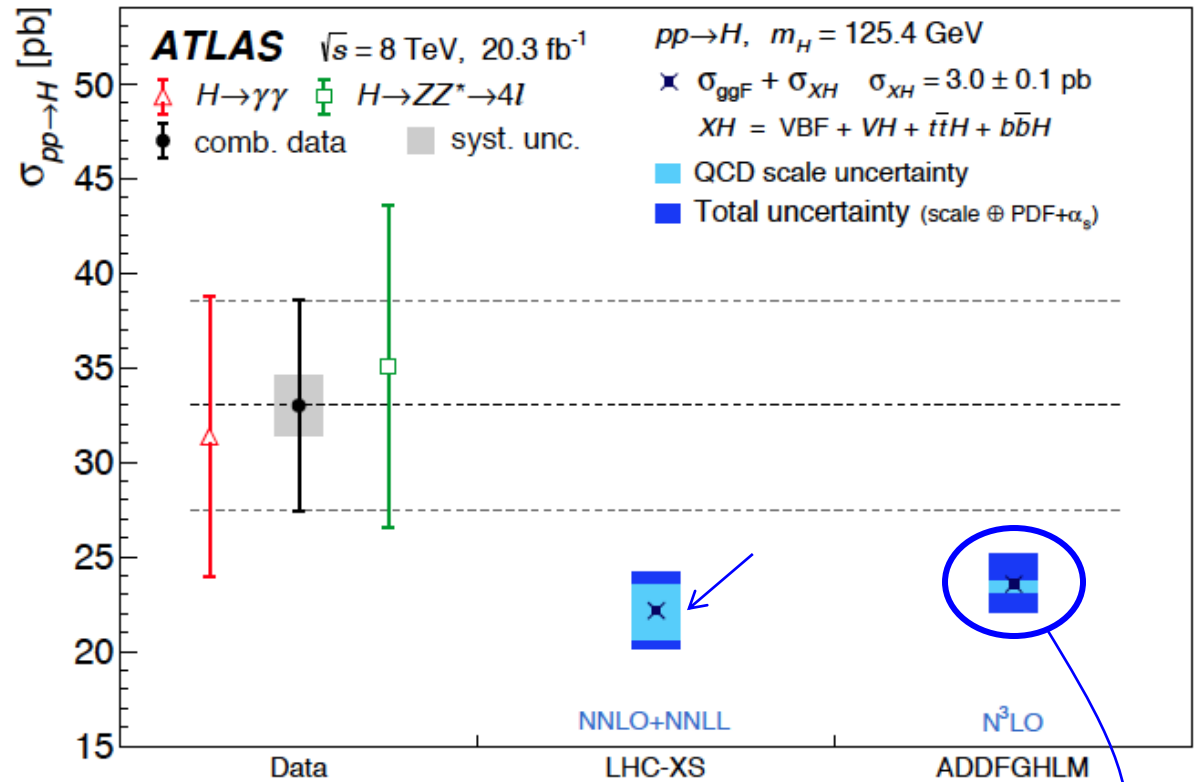 σ_{pp→H} [pb]
ATLAS √s = 8 TeV, 20.3 fb⁻¹
H→γγ H→ZZ*→4l
comb. data syst. unc.
pp→H, m_H = 125.4 GeV
σ_ggF + σ_XH σ_XH = 3.0 ± 0.1 pb
XH = VBF + VH + tt̄H + bb̄H
QCD scale uncertainty
Total uncertainty (scale ⊕ PDF+α_s)
50
45
40
35
30
25
20
15
NNLO+NNLL
N³LO
Data
LHC-XS
ADDFGHLM